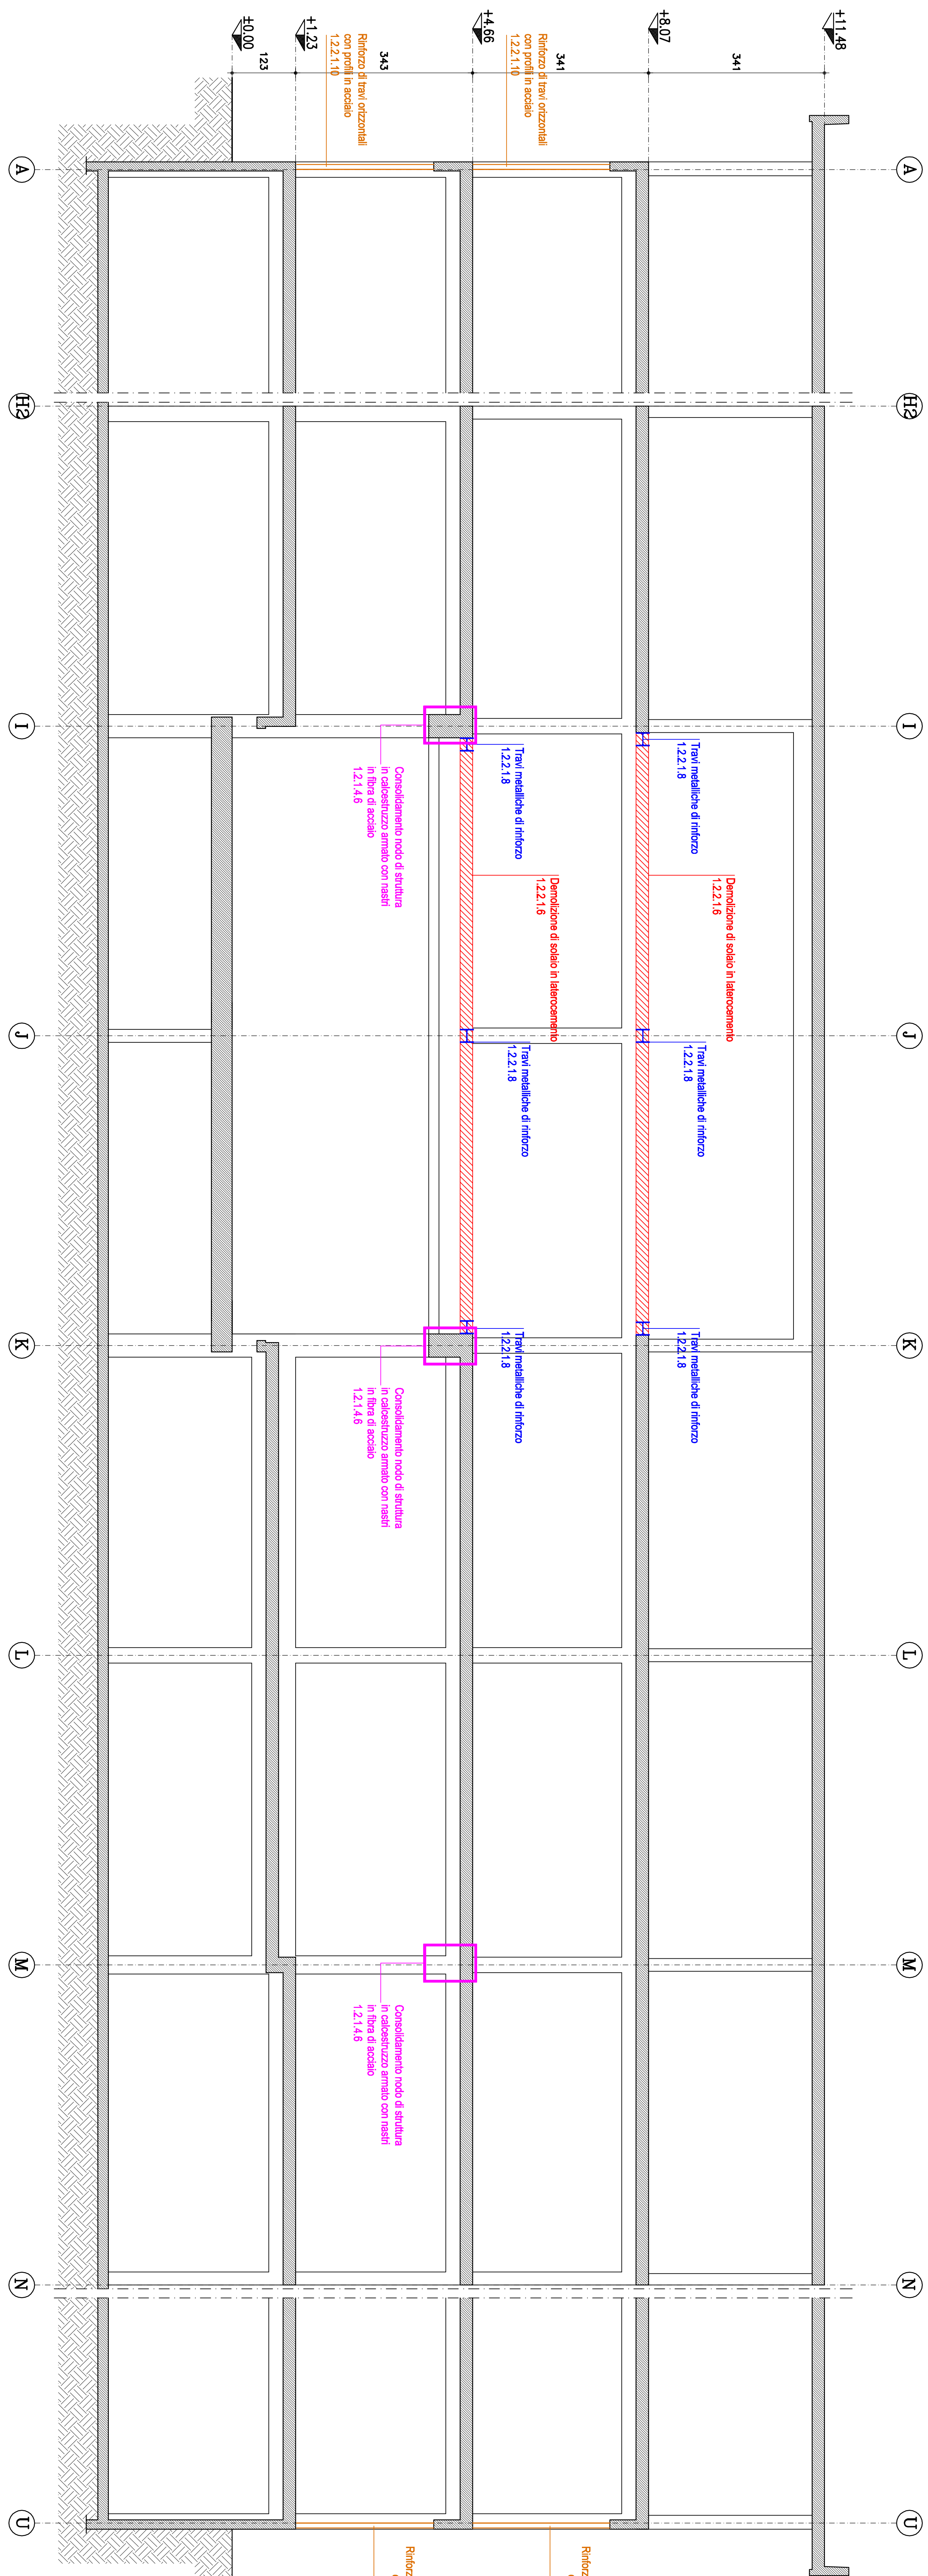 +11.48
+8.07
+4.66
+1.23
±0.00
341
341
343
123
Rinforzo di travi orizzontali
con profili in acciaio
1.2.2.1.10
Rinforzo di travi orizzontali
con profili in acciaio
1.2.2.1.10
A
A
H2
H2
I
I
Travi metalliche di rinforzo
1.2.2.1.8
Travi metalliche di rinforzo
1.2.2.1.8
Consolidamento nodo di struttura
in calcestruzzo armato con nastri
in fibra di acciaio
1.2.1.4.6
Demolizione di solaio in laterocemento
1.2.2.1.6
Demolizione di solaio in laterocemento
1.2.2.1.6
J
J
Travi metalliche di rinforzo
1.2.2.1.8
Travi metalliche di rinforzo
1.2.2.1.8
K
K
Travi metalliche di rinforzo
1.2.2.1.8
Travi metalliche di rinforzo
1.2.2.1.8
Consolidamento nodo di struttura
in calcestruzzo armato con nastri
in fibra di acciaio
1.2.1.4.6
L
L
M
M
Consolidamento nodo di struttura
in calcestruzzo armato con nastri
in fibra di acciaio
1.2.1.4.6
N
N
U
U